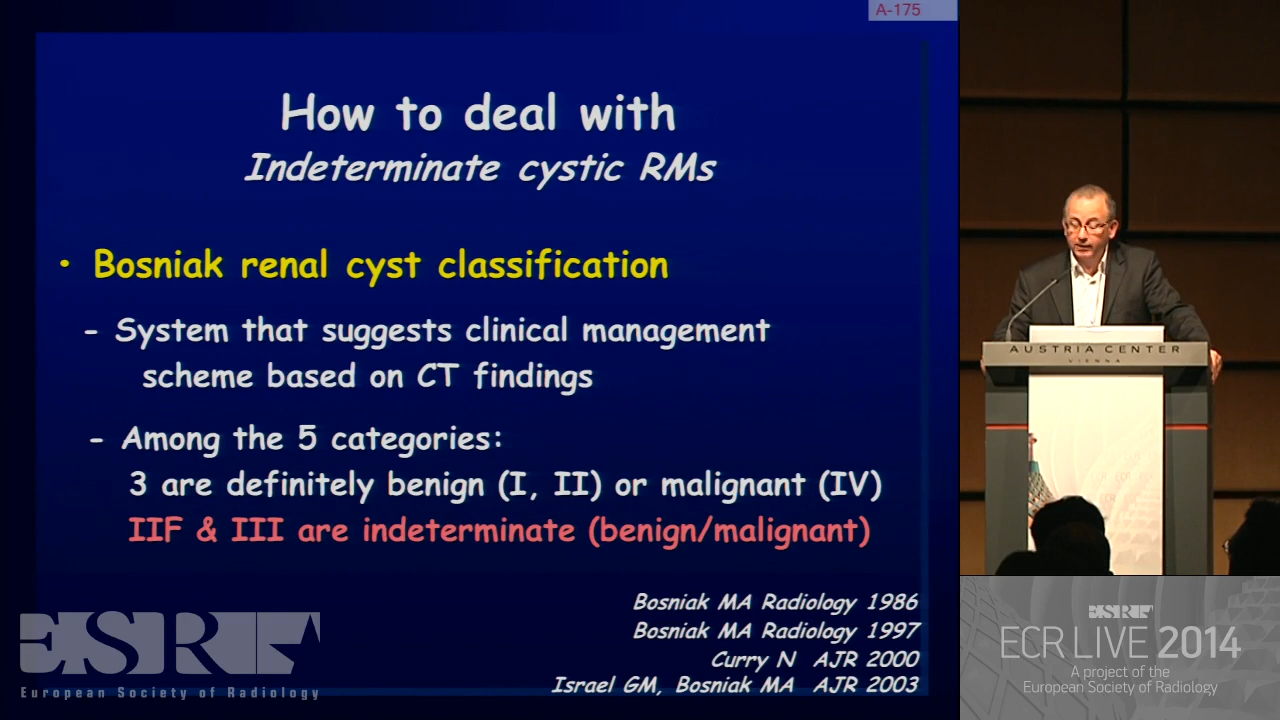 A-175
How to deal with
Indeterminate cystic RMs
• Bosniak renal cyst classification
- System that suggests clinical management
scheme based on CT findings
- Among the 5 categories:
3 are definitely benign (I, II) or malignant (IV)
IIF & III are indeterminate (benign/malignant)
Bosniak MA Radiology 1986
Bosniak MA Radiology 1997
Curry N AJR 2000
Israel GM, Bosniak MA AJR 2003
ESR
European Society of Radiology
AUSTRIA CENTER
VIENNA
ESR
ECR LIVE 2014
A project of the
European Society of Radiology